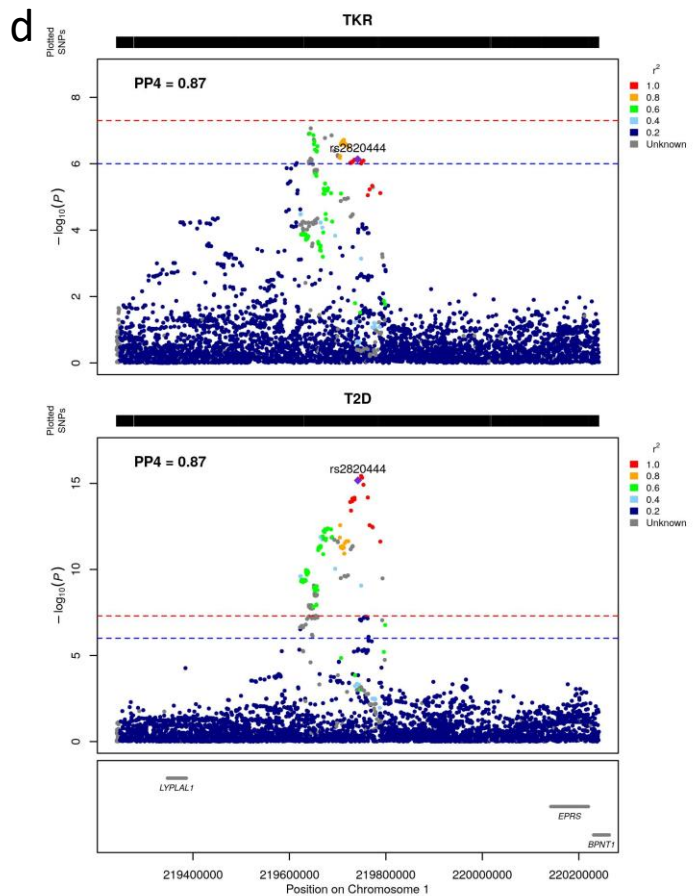 d
TKR
Plotted
SNPs
PP4 = 0.87
rs2820444
8
6
4
2
0
−log10(P)
r2
1.0
0.8
0.6
0.4
0.2
Unknown
T2D
Plotted
SNPs
PP4 = 0.87
rs2820444
15
10
5
0
−log10(P)
r2
1.0
0.8
0.6
0.4
0.2
Unknown
LYPLAL1
EPRS
BPNT1
219400000 219600000 219800000 220000000 220200000
Position on Chromosome 1